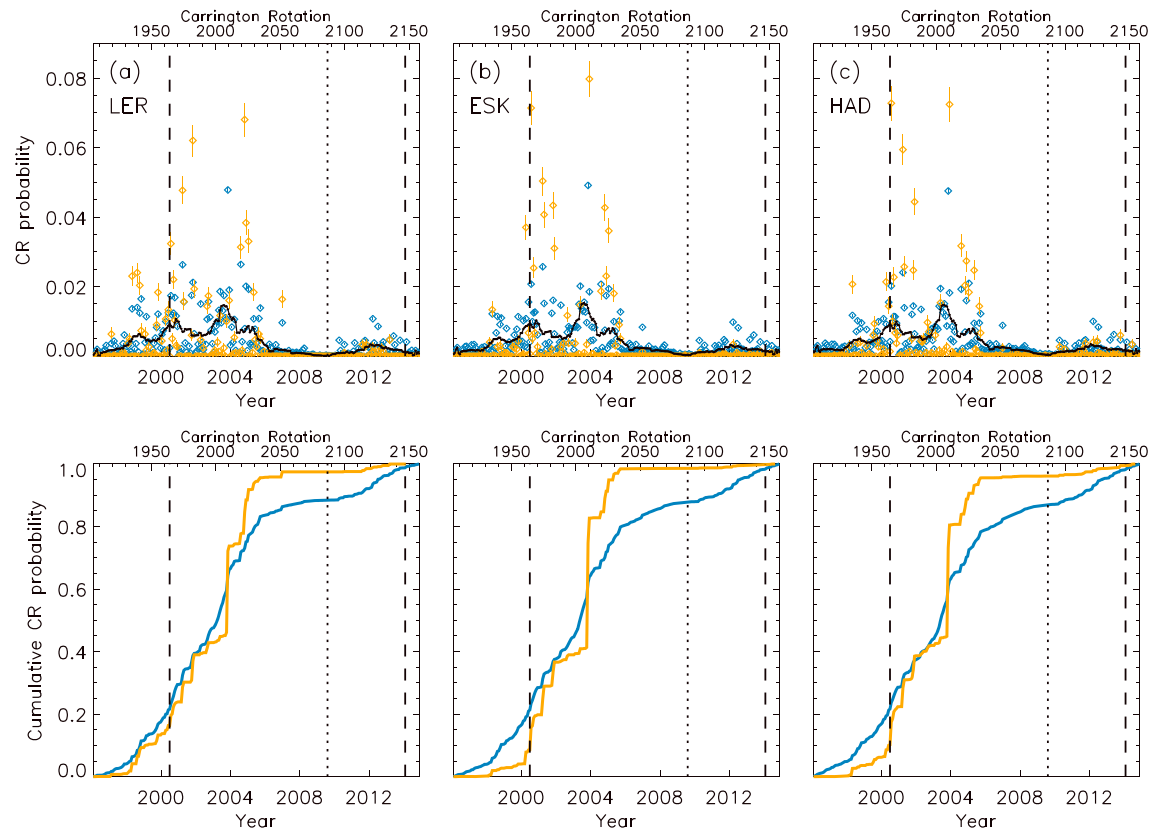 Carrington Rotation Carrington Rotation Carrington Rotation
1950 2000 2050 2090 2150 1950 2000 2050 2090 2150 1950 2000 2050 2100 2150
(a) (b) (c)
LER ESK HAD
0.08
0.06
0.04
0.02
0.00
CR probability
2000 2004 2008 2012 2000 2004 2008 2012 2000 2004 2008 2012
Year Year Year
Carrington Rotation Carrington Rotation Carrington Rotation
1950 2000 2050 2100 2150 1950 2000 2050 2100 2150 1950 2000 2050 2100 2150
1.0
0.8
0.6
0.4
0.2
0.0
Cumulative CR probability
2000 2004 2008 2012 2000 2004 2008 2012 2000 2004 2008 2012
Year Year Year